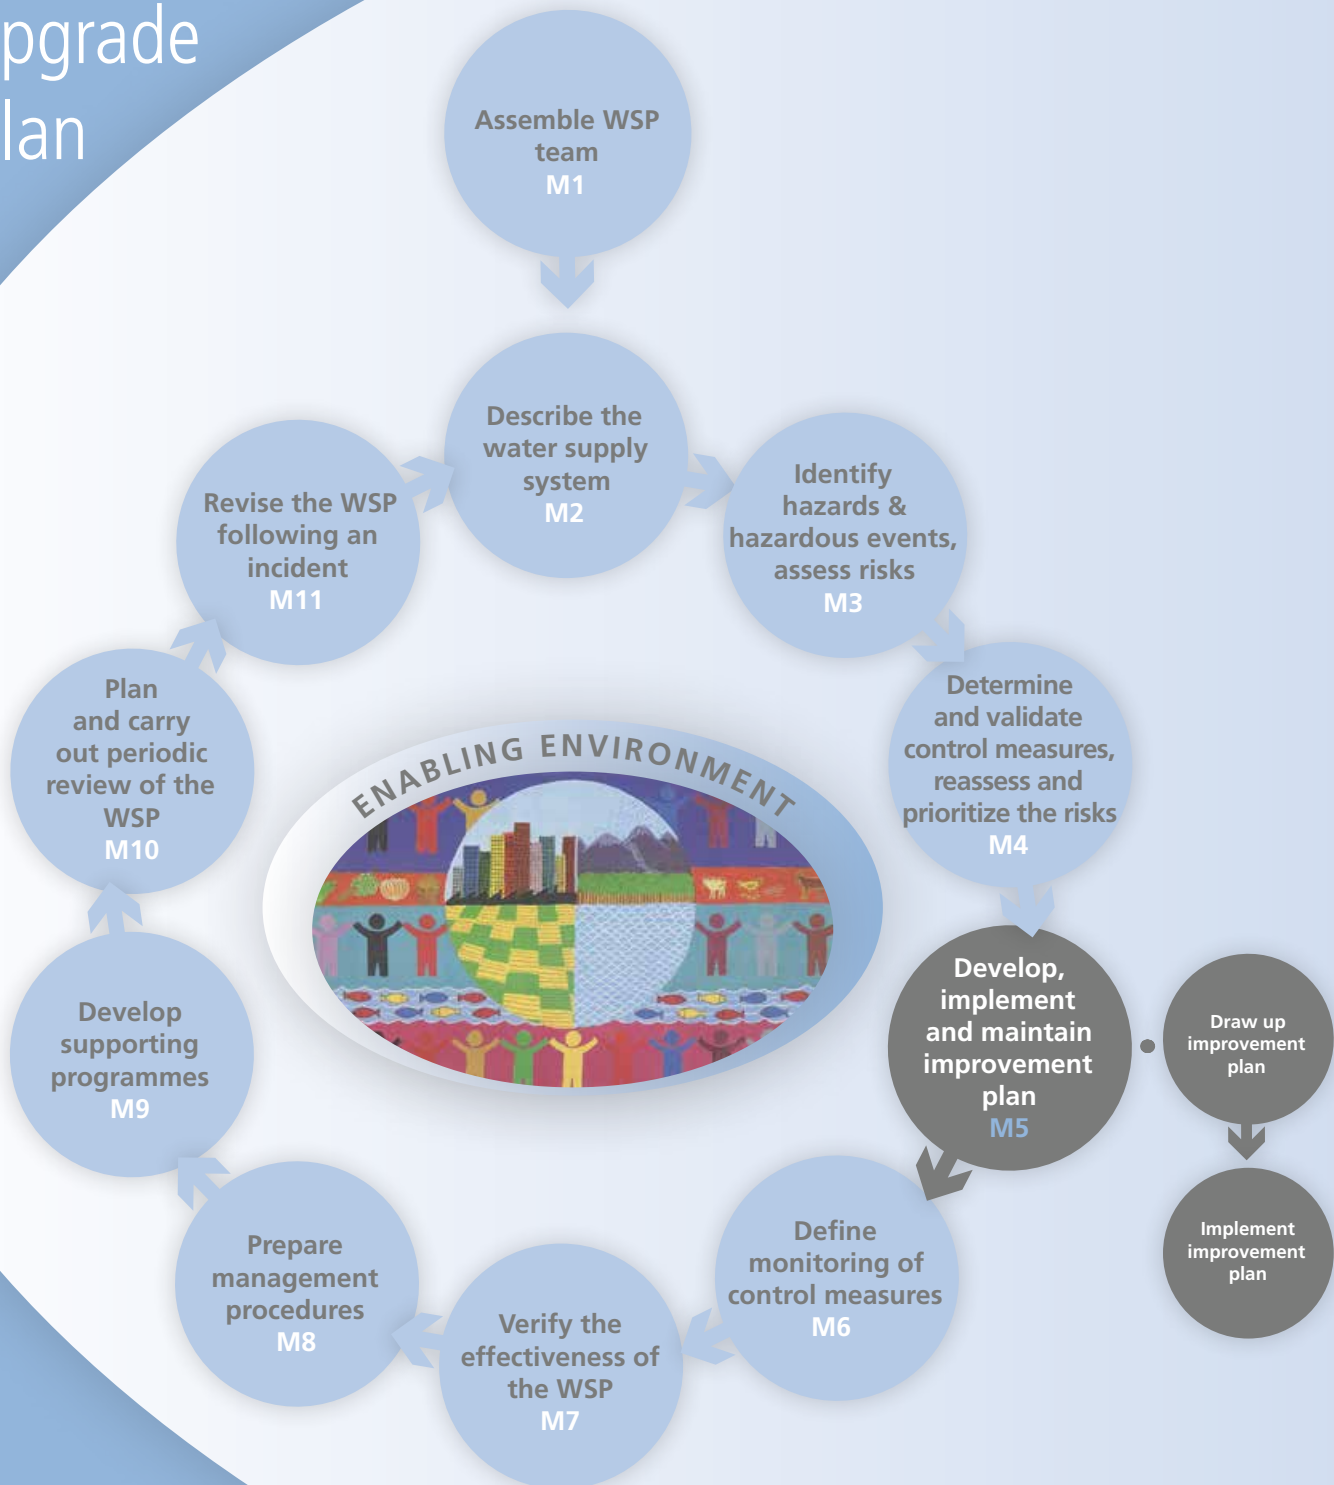 pgrade
lan
Assemble WSP
team
M1
Describe the
water supply
system
M2
Identify
hazards &
hazardous events,
assess risks
M3
Determine
and validate
control measures,
reassess and
prioritize the risks
M4
Develop,
implement
and maintain
improvement
plan
M5
Draw up
improvement
plan
Implement
improvement
plan
Define
monitoring of
control measures
M6
Verify the
effectiveness of
the WSP
M7
Prepare
management
procedures
M8
Develop
supporting
programmes
M9
Plan
and carry
out periodic
review of the
WSP
M10
Revise the WSP
following an
incident
M11
ENABLING ENVIRONMENT